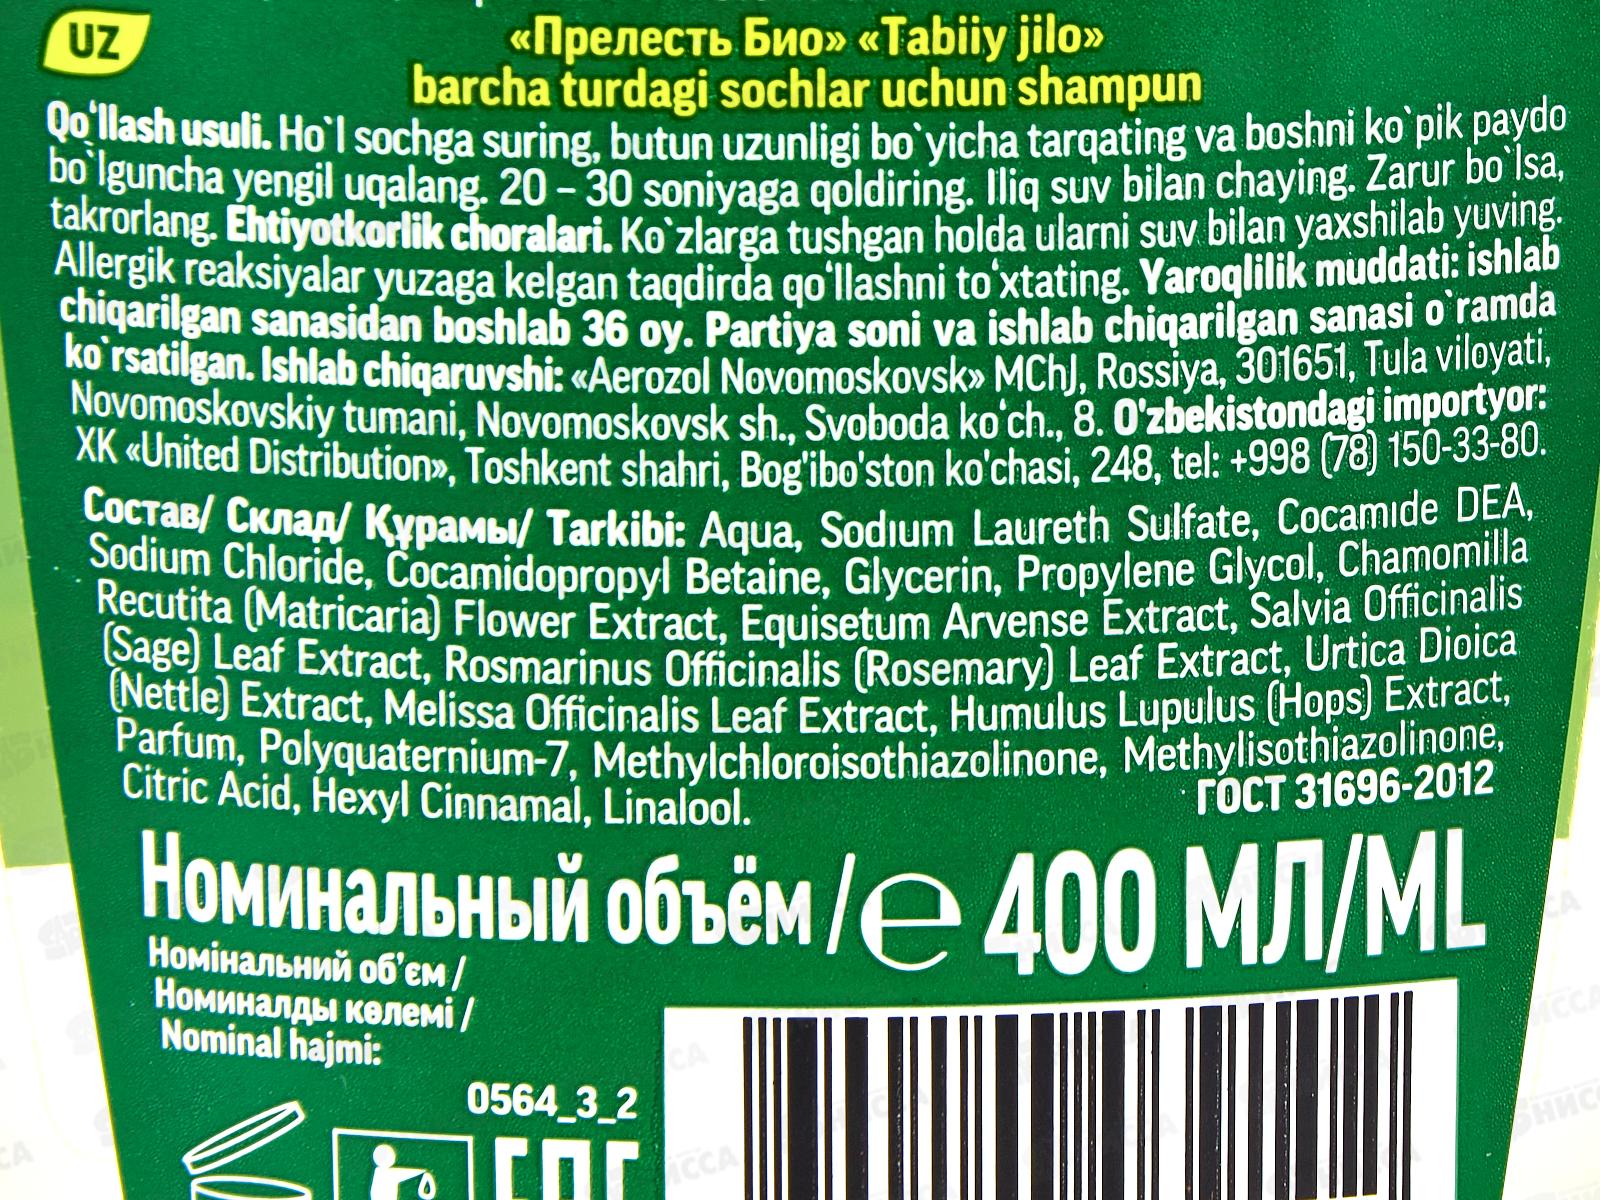 UZ
«Прелесть Био» «Tabiiy jilo»
barcha turdagi sochlar uchun shampun
Qo‘llash usuli. Ho`l sochga suring, butun uzunligi bo`yicha tarqating va boshni ko`pik paydo
bo`lguncha yengil uqalang. 20 – 30 soniyaga qoldiring. Iliq suv bilan chaying. Zarur bo`lsa,
takrorlang. Ehtiyotkorlik choralari. Ko`zlarga tushgan holda ularni suv bilan yaxshilab yuving.
Allergik reaksiyalar yuzaga kelgan taqdirda qo‘llashni to‘xtating. Yaroqlilik muddati: ishlab
chiqarilgan sanasidan boshlab 36 oy. Partiya soni va ishlab chiqarilgan sanasi o`ramda
ko`rsatilgan. Ishlab chiqaruvshi: «Aerozol Novomoskovsk» MChJ, Rossiya, 301651, Tula viloyati,
Novomoskovskiy tumani, Novomoskovsk sh., Svoboda ko‘ch., 8. O'zbekistondagi importyor:
XK «United Distribution», Toshkent shahri, Bog'ibo'ston ko'chasi, 248, tel: +998 (78) 150-33-80.
Состав/ Склад/ Құрамы/ Tarkibi: Aqua, Sodium Laureth Sulfate, Cocamide DEA,
Sodium Chloride, Cocamidopropyl Betaine, Glycerin, Propylene Glycol, Chamomilla
Recutita (Matricaria) Flower Extract, Equisetum Arvense Extract, Salvia Officinalis
(Sage) Leaf Extract, Rosmarinus Officinalis (Rosemary) Leaf Extract, Urtica Dioica
(Nettle) Extract, Melissa Officinalis Leaf Extract, Humulus Lupulus (Hops) Extract,
Parfum, Polyquaternium-7, Methylchloroisothiazolinone, Methylisothiazolinone,
Citric Acid, Hexyl Cinnamal, Linalool.
ГОСТ 31696-2012
Номинальный объём / e 400 МЛ/ML
Номінальний об’єм /
Номиналды көлемі /
Nominal hajmi:
0564_3_2